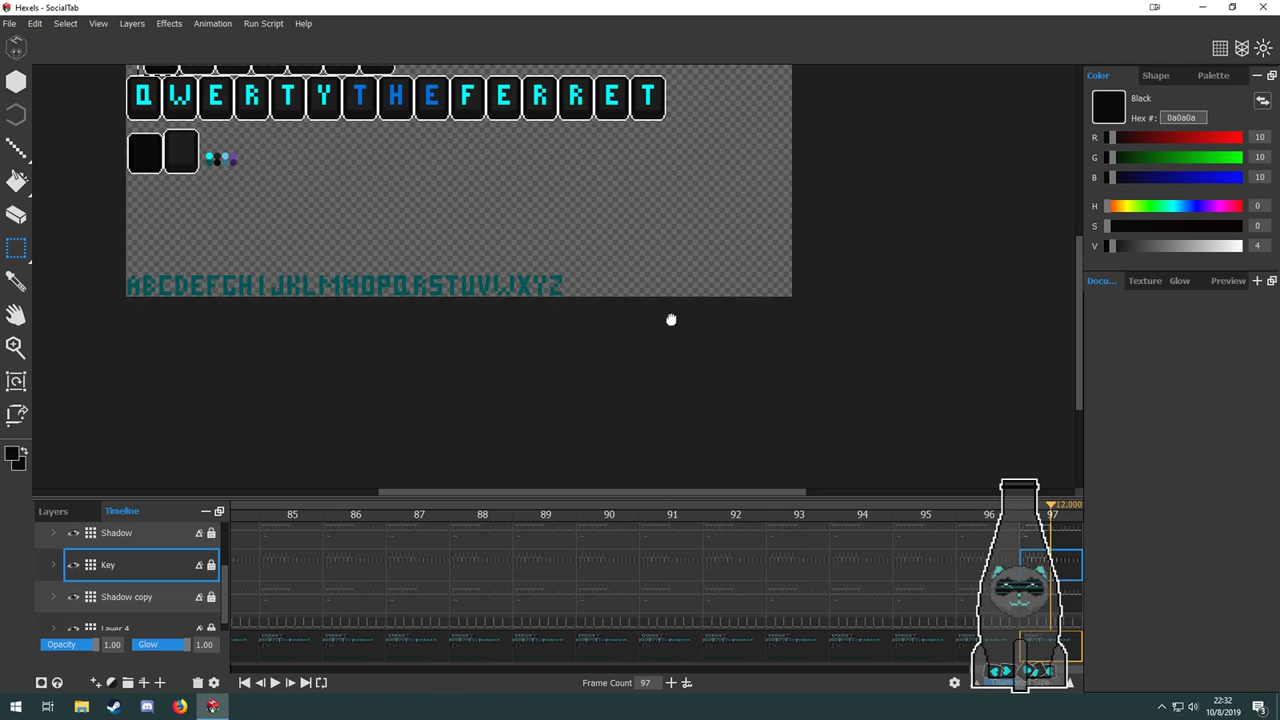 Hexels - SocialTab
File Edit Select View Layers Effects Animation Run Script Help
Color Shape Palette
Black
Hex #: 0a0a0a
R 10
G 10
B 10
H 0
S 0
V 4
Docu... Texture Glow Preview
QWERTYTHEFERRET
ABCDEFGHIJKLMNOPQRSTUVWXYZ
Layers Timeline
12.000
85 86 87 88 89 90 91 92 93 94 95 96 97
Shadow
Key
Shadow copy
Layer 4
Opacity 1.00 Glow 1.00
Frame Count 97
Size
22:32
10/8/2019